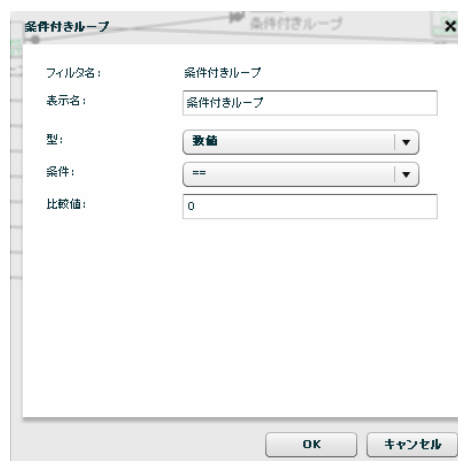 条件付きループ
条件付きループ
フィルタ名: 条件付きループ
表示名: 条件付きループ
型: 数値
条件: ==
比較値: 0
OK キャンセル